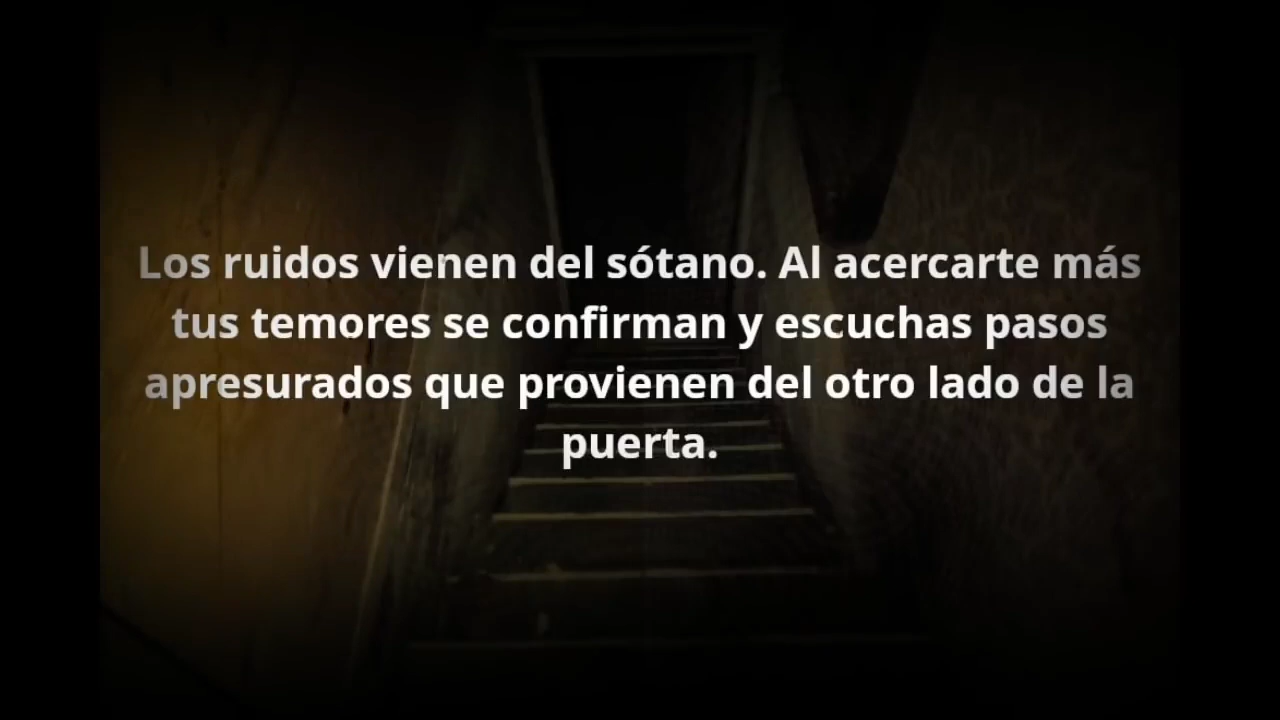 Los ruidos vienen del sótano. Al acercarte más
tus temores se confirman y escuchas pasos
apresurados que provienen del otro lado de la
puerta.